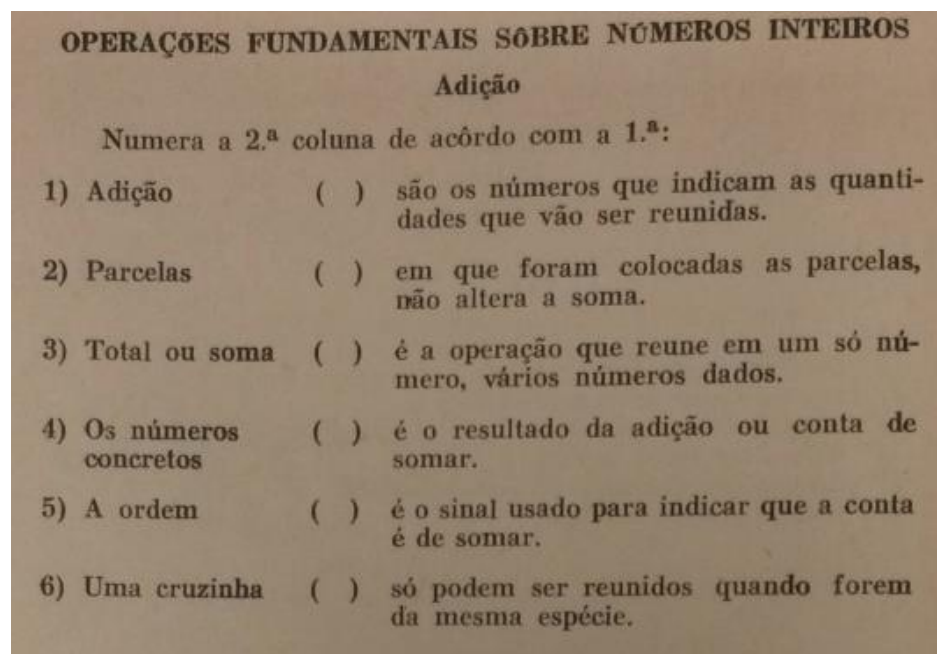 OPERAÇõES FUNDAMENTAIS SôBRE NÚMEROS INTEIROS
Adição
Numera a 2.ª coluna de acôrdo com a 1.ª:
1) Adição ( ) são os números que indicam as quanti-
dades que vão ser reunidas.
2) Parcelas ( ) em que foram colocadas as parcelas,
não altera a soma.
3) Total ou soma ( ) é a operação que reune em um só nú-
mero, vários números dados.
4) Os números ( ) é o resultado da adição ou conta de
concretos somar.
5) A ordem ( ) é o sinal usado para indicar que a conta
é de somar.
6) Uma cruzinha ( ) só podem ser reunidos quando forem
da mesma espécie.